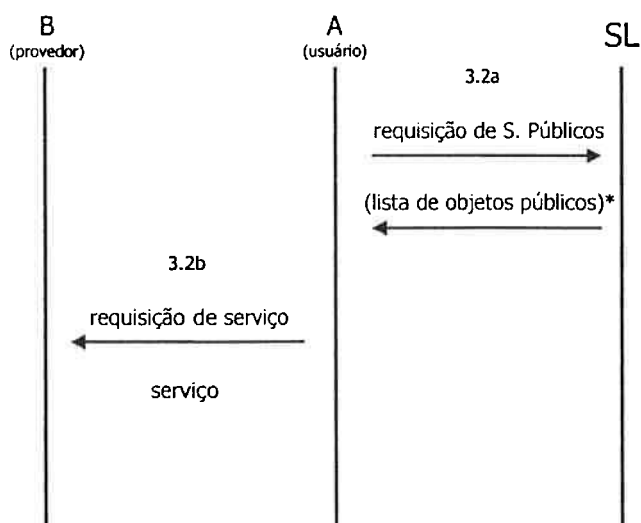 B
(provedor)
A
(usuário)
SL
3.2a
requisição de S. Públicos
(lista de objetos públicos)*
3.2b
requisição de serviço
serviço